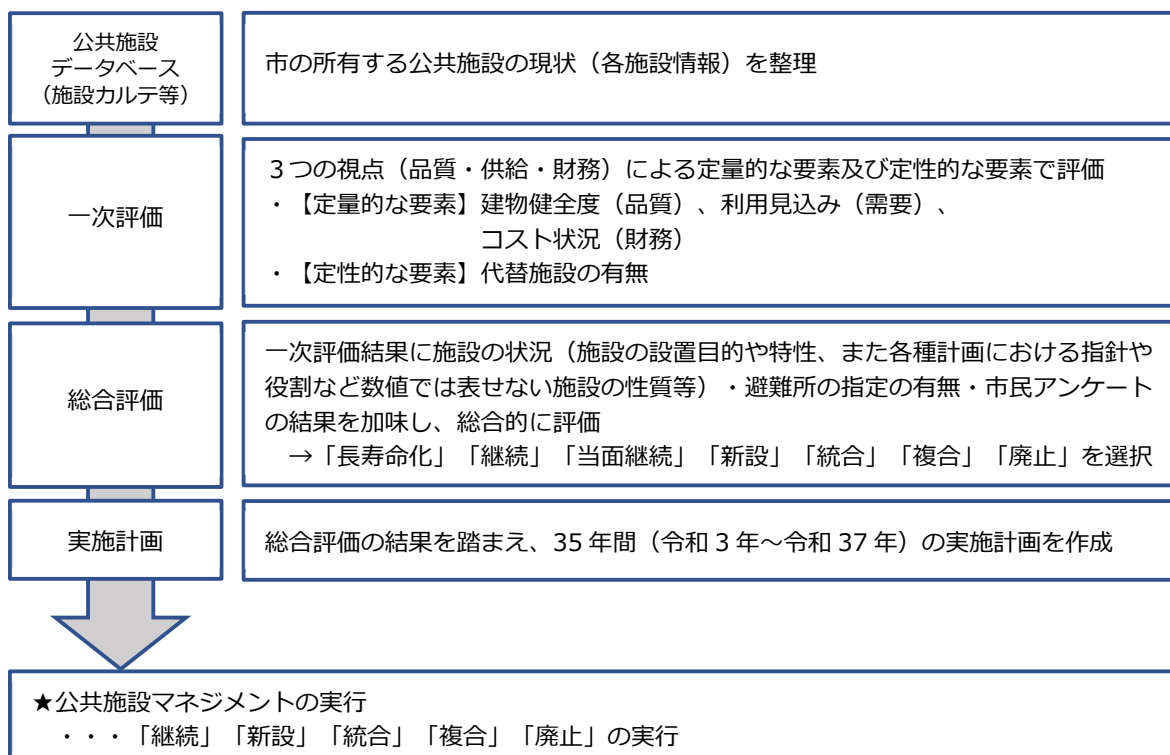 公共施設
データベース
（施設カルテ等）
市の所有する公共施設の現状（各施設情報）を整理
一次評価
３つの視点（品質・供給・財務）による定量的な要素及び定性的な要素で評価
・【定量的な要素】建物健全度（品質）、利用見込み（需要）、
コスト状況（財務）
・【定性的な要素】代替施設の有無
総合評価
一次評価結果に施設の状況（施設の設置目的や特性、また各種計画における指針や
役割など数値では表せない施設の性質等）・避難所の指定の有無・市民アンケート
の結果を加味し、総合的に評価
→「長寿命化」「継続」「当面継続」「新設」「統合」「複合」「廃止」を選択
実施計画
総合評価の結果を踏まえ、35 年間（令和 3 年～令和 37 年）の実施計画を作成
★公共施設マネジメントの実行
・・・「継続」「新設」「統合」「複合」「廃止」の実行